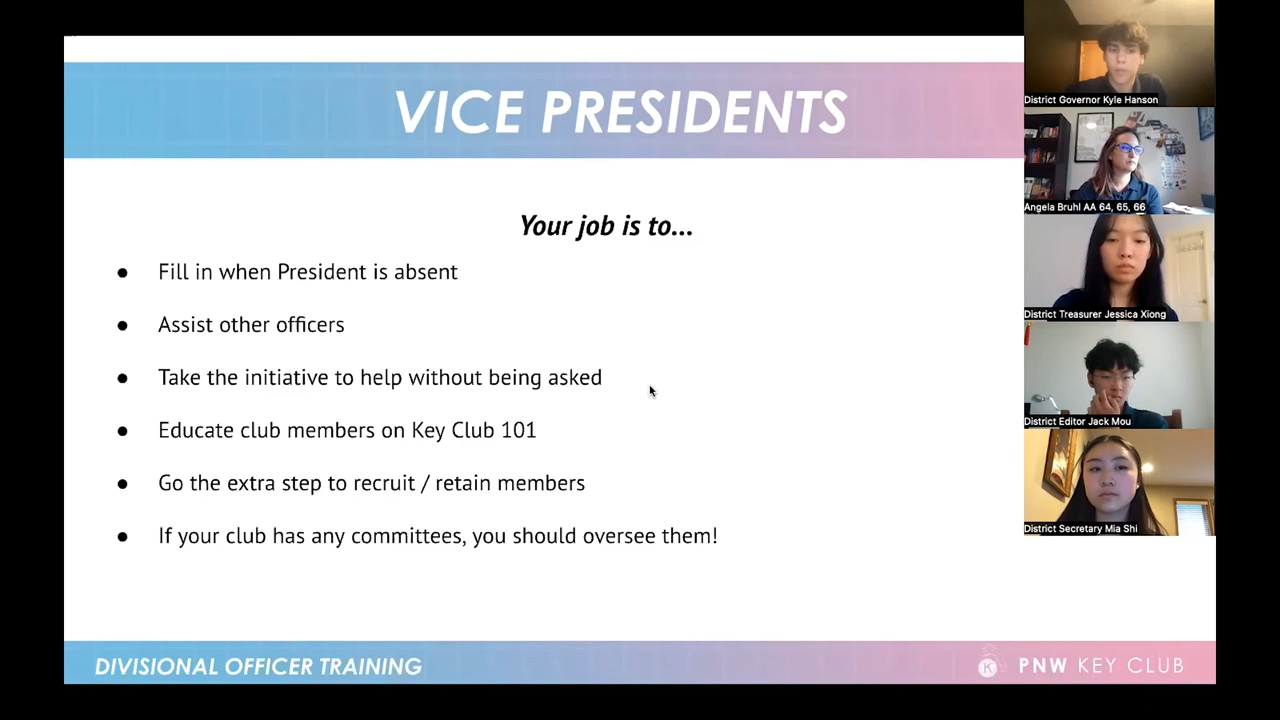 VICE PRESIDENTS
Your job is to...
● Fill in when President is absent
● Assist other officers
● Take the initiative to help without being asked
● Educate club members on Key Club 101
● Go the extra step to recruit / retain members
● If your club has any committees, you should oversee them!
DIVISIONAL OFFICER TRAINING
K
PNW KEY CLUB
District Governor Kyle Hanson
Angela Bruhl AA 64, 65, 66
District Treasurer Jessica Xiong
District Editor Jack Mou
District Secretary Mia Shi